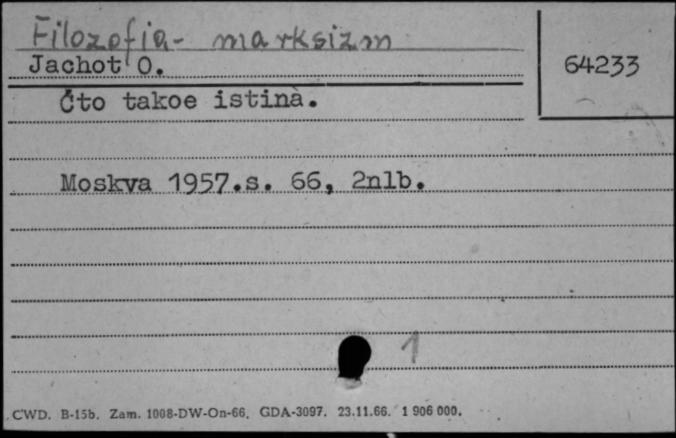 Filozofia - marksizm
Jachot O.
64233
Čto takoe istina.
Moskva 1957.s. 66, 2nlb.
1
CWD. B-15b. Zam. 1008-DW-On-66. GDA-3097. 23.11.66. 1 906 000.